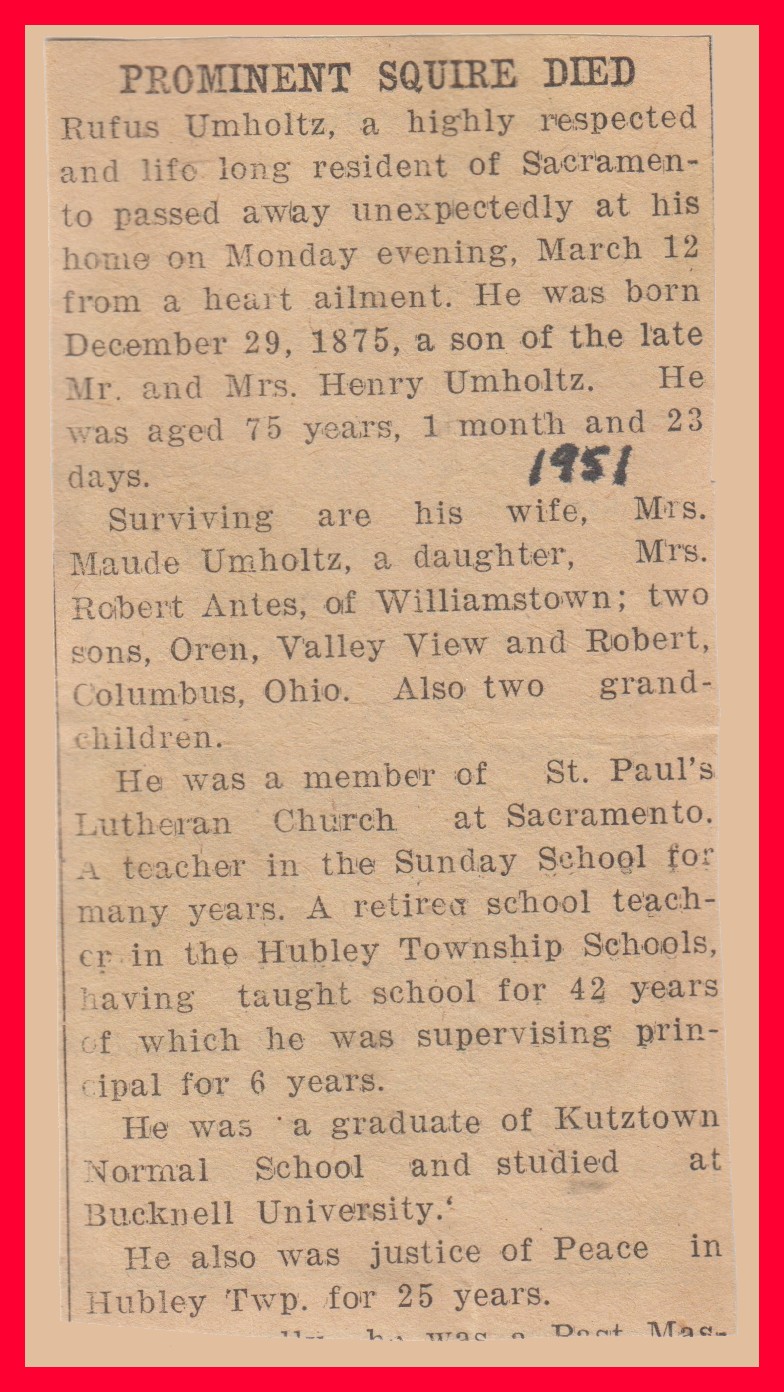 PROMINENT SQUIRE DIED
Rufus Umholtz, a highly respected
and life long resident of Sacramen-
to passed away unexpectedly at his
home on Monday evening, March 12
from a heart ailment. He was born
December 29, 1875, a son of the late
Mr. and Mrs. Henry Umholtz. He
was aged 75 years, 1 month and 23
days.
1951
Surviving are his wife, Mrs.
Maude Umholtz, a daughter, Mrs.
Robert Antes, of Williamstown; two
sons, Oren, Valley View and Robert,
Columbus, Ohio. Also two grand-
children.
He was a member of St. Paul's
Lutheran Church at Sacramento.
A teacher in the Sunday School for
many years. A retired school teach-
er in the Hubley Township Schools,
having taught school for 42 years
of which he was supervising prin-
cipal for 6 years.
He was a graduate of Kutztown
Normal School and studied at
Bucknell University.'
He also was justice of Peace in
Hubley Twp. for 25 years.
he was a Past Mas-